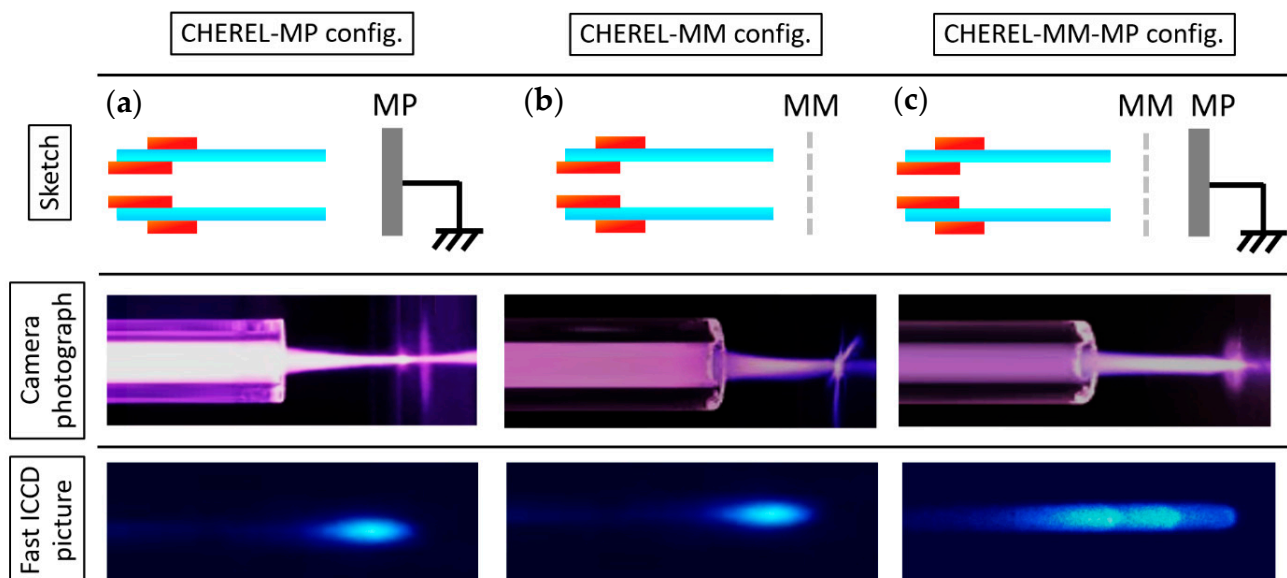 CHEREL-MP config.
CHEREL-MM config.
CHEREL-MM-MP config.
(a)
MP
(b)
MM
(c)
MM
MP
Sketch
Camera
photograph
Fast ICCD
picture